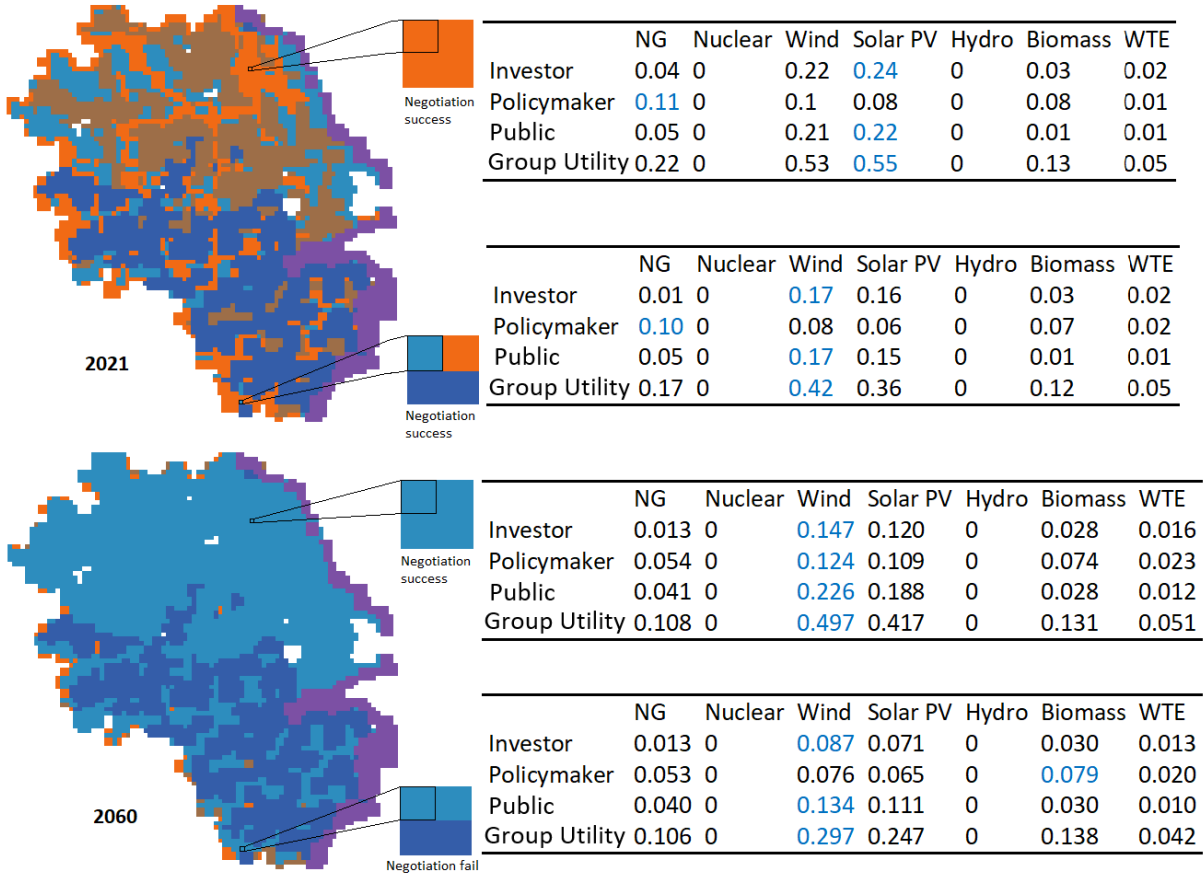 NG Nuclear Wind Solar PV Hydro Biomass WTE
Investor 0.04 0 0.22 0.24 0 0.03 0.02
Policymaker 0.11 0 0.1 0.08 0 0.08 0.01
Public 0.05 0 0.21 0.22 0 0.01 0.01
Group Utility 0.22 0 0.53 0.55 0 0.13 0.05
Negotiation
success
NG Nuclear Wind Solar PV Hydro Biomass WTE
Investor 0.01 0 0.17 0.16 0 0.03 0.02
Policymaker 0.10 0 0.08 0.06 0 0.07 0.02
Public 0.05 0 0.17 0.15 0 0.01 0.01
Group Utility 0.17 0 0.42 0.36 0 0.12 0.05
2021
Negotiation
success
NG Nuclear Wind Solar PV Hydro Biomass WTE
Investor 0.013 0 0.147 0.120 0 0.028 0.016
Policymaker 0.054 0 0.124 0.109 0 0.074 0.023
Public 0.041 0 0.226 0.188 0 0.028 0.012
Group Utility 0.108 0 0.497 0.417 0 0.131 0.051
Negotiation
success
NG Nuclear Wind Solar PV Hydro Biomass WTE
Investor 0.013 0 0.087 0.071 0 0.030 0.013
Policymaker 0.053 0 0.076 0.065 0 0.079 0.020
Public 0.040 0 0.134 0.111 0 0.030 0.010
Group Utility 0.106 0 0.297 0.247 0 0.138 0.042
2060
Negotiation fail